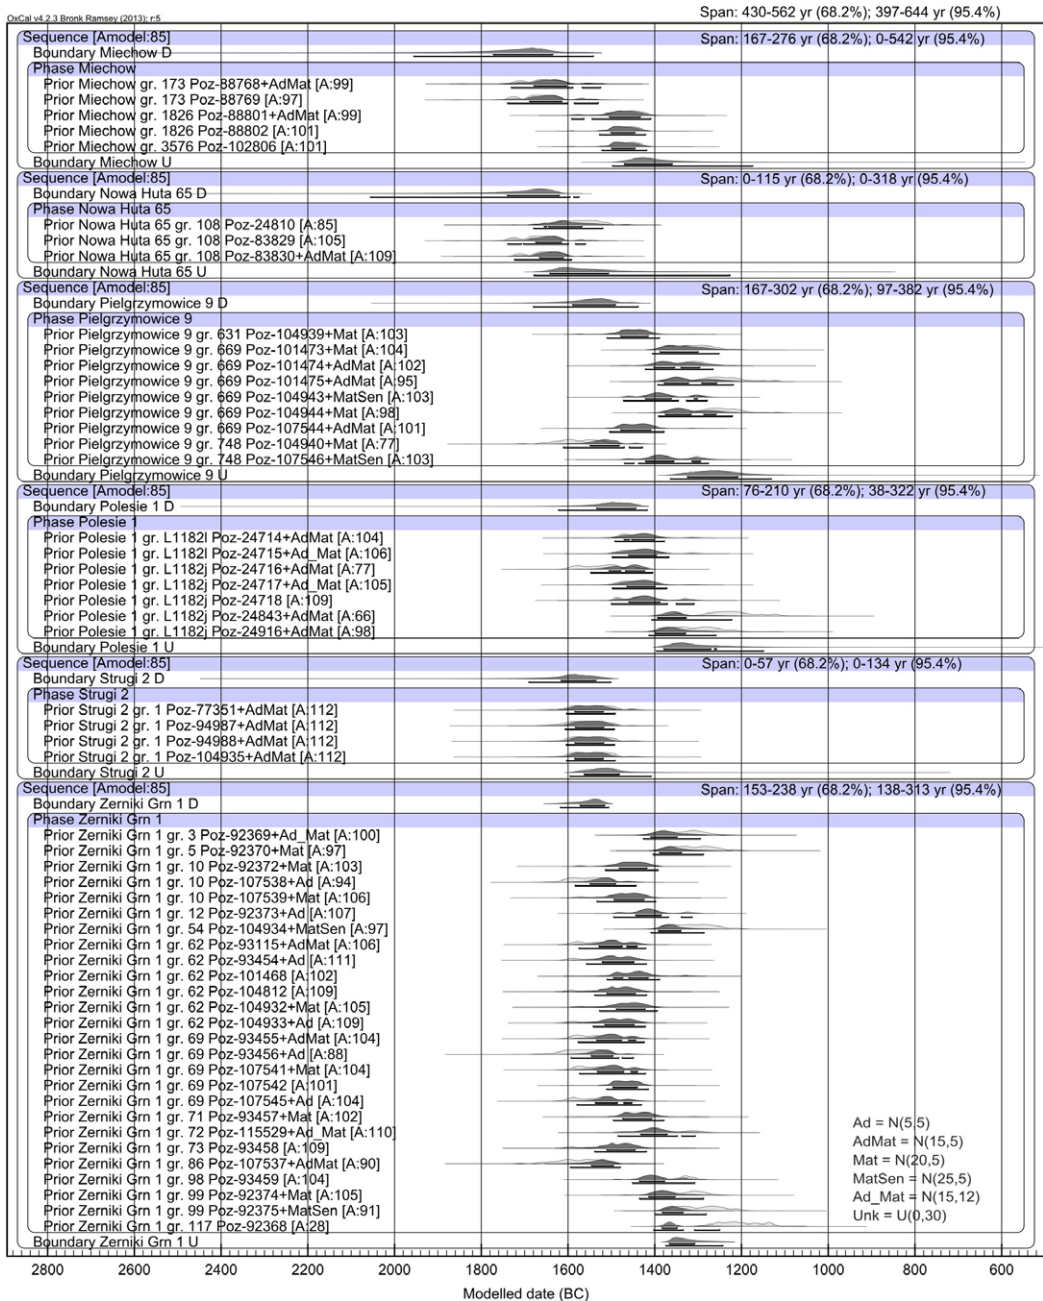 OxCal v4.2.3 Bronk Ramsey (2013); r:5
Span: 430-562 yr (68.2%); 397-644 yr (95.4%)
Sequence [Amodel:85]
Span: 167-276 yr (68.2%); 0-542 yr (95.4%)
Boundary Miechow D
Phase Miechow
Prior Miechow gr. 173 Poz-88768+AdMat [A:99]
Prior Miechow gr. 173 Poz-88769 [A:97]
Prior Miechow gr. 1826 Poz-88801+AdMat [A:99]
Prior Miechow gr. 1826 Poz-88802 [A:101]
Prior Miechow gr. 3576 Poz-102806 [A:101]
Boundary Miechow U
Sequence [Amodel:85]
Span: 0-115 yr (68.2%); 0-318 yr (95.4%)
Boundary Nowa Huta 65 D
Phase Nowa Huta 65
Prior Nowa Huta 65 gr. 108 Poz-24810 [A:85]
Prior Nowa Huta 65 gr. 108 Poz-83829 [A:105]
Prior Nowa Huta 65 gr. 108 Poz-83830+AdMat [A:109]
Boundary Nowa Huta 65 U
Sequence [Amodel:85]
Span: 167-302 yr (68.2%); 97-382 yr (95.4%)
Boundary Pielgrzymowice 9 D
Phase Pielgrzymowice 9
Prior Pielgrzymowice 9 gr. 631 Poz-104939+Mat [A:103]
Prior Pielgrzymowice 9 gr. 669 Poz-101473+Mat [A:104]
Prior Pielgrzymowice 9 gr. 669 Poz-101474+AdMat [A:102]
Prior Pielgrzymowice 9 gr. 669 Poz-101475+AdMat [A:95]
Prior Pielgrzymowice 9 gr. 669 Poz-104943+MatSen [A:103]
Prior Pielgrzymowice 9 gr. 669 Poz-104944+Mat [A:98]
Prior Pielgrzymowice 9 gr. 669 Poz-107544+AdMat [A:101]
Prior Pielgrzymowice 9 gr. 748 Poz-104940+Mat [A:77]
Prior Pielgrzymowice 9 gr. 748 Poz-107546+MatSen [A:103]
Boundary Pielgrzymowice 9 U
Sequence [Amodel:85]
Span: 76-210 yr (68.2%); 38-322 yr (95.4%)
Boundary Polesie 1 D
Phase Polesie 1
Prior Polesie 1 gr. L1182l Poz-24714+AdMat [A:104]
Prior Polesie 1 gr. L1182l Poz-24715+Ad_Mat [A:106]
Prior Polesie 1 gr. L1182j Poz-24716+AdMat [A:77]
Prior Polesie 1 gr. L1182j Poz-24717+Ad_Mat [A:105]
Prior Polesie 1 gr. L1182j Poz-24718 [A:109]
Prior Polesie 1 gr. L1182j Poz-24843+AdMat [A:66]
Prior Polesie 1 gr. L1182j Poz-24916+AdMat [A:98]
Boundary Polesie 1 U
Sequence [Amodel:85]
Span: 0-57 yr (68.2%); 0-134 yr (95.4%)
Boundary Strugi 2 D
Phase Strugi 2
Prior Strugi 2 gr. 1 Poz-77351+AdMat [A:112]
Prior Strugi 2 gr. 1 Poz-94987+AdMat [A:112]
Prior Strugi 2 gr. 1 Poz-94988+AdMat [A:112]
Prior Strugi 2 gr. 1 Poz-104935+AdMat [A:112]
Boundary Strugi 2 U
Sequence [Amodel:85]
Span: 153-238 yr (68.2%); 138-313 yr (95.4%)
Boundary Zerniki Grn 1 D
Phase Zerniki Grn 1
Prior Zerniki Grn 1 gr. 3 Poz-92369+Ad_Mat [A:100]
Prior Zerniki Grn 1 gr. 5 Poz-92370+Mat [A:97]
Prior Zerniki Grn 1 gr. 10 Poz-92372+Mat [A:103]
Prior Zerniki Grn 1 gr. 10 Poz-107538+Ad [A:94]
Prior Zerniki Grn 1 gr. 10 Poz-107539+Mat [A:106]
Prior Zerniki Grn 1 gr. 12 Poz-92373+Ad [A:107]
Prior Zerniki Grn 1 gr. 54 Poz-104934+MatSen [A:97]
Prior Zerniki Grn 1 gr. 62 Poz-93115+AdMat [A:106]
Prior Zerniki Grn 1 gr. 62 Poz-93454+Ad [A:111]
Prior Zerniki Grn 1 gr. 62 Poz-101468 [A:102]
Prior Zerniki Grn 1 gr. 62 Poz-104812 [A:109]
Prior Zerniki Grn 1 gr. 62 Poz-104932+Mat [A:105]
Prior Zerniki Grn 1 gr. 62 Poz-104933+Ad [A:109]
Prior Zerniki Grn 1 gr. 69 Poz-93455+AdMat [A:104]
Prior Zerniki Grn 1 gr. 69 Poz-93456+Ad [A:88]
Prior Zerniki Grn 1 gr. 69 Poz-107541+Mat [A:104]
Prior Zerniki Grn 1 gr. 69 Poz-107542 [A:101]
Prior Zerniki Grn 1 gr. 69 Poz-107545+Ad [A:104]
Prior Zerniki Grn 1 gr. 71 Poz-93457+Mat [A:102]
Prior Zerniki Grn 1 gr. 72 Poz-115529+Ad_Mat [A:110]
Prior Zerniki Grn 1 gr. 73 Poz-93458 [A:109]
Prior Zerniki Grn 1 gr. 86 Poz-107537+AdMat [A:90]
Prior Zerniki Grn 1 gr. 98 Poz-93459 [A:104]
Prior Zerniki Grn 1 gr. 99 Poz-92374+Mat [A:105]
Prior Zerniki Grn 1 gr. 99 Poz-92375+MatSen [A:91]
Prior Zerniki Grn 1 gr. 117 Poz-92368 [A:28]
Boundary Zerniki Grn 1 U
Ad = N(5,5)
AdMat = N(15,5)
Mat = N(20,5)
MatSen = N(25,5)
Ad_Mat = N(15,12)
Unk = U(0,30)
2800 2600 2400 2200 2000 1800 1600 1400 1200 1000 800 600
Modelled date (BC)